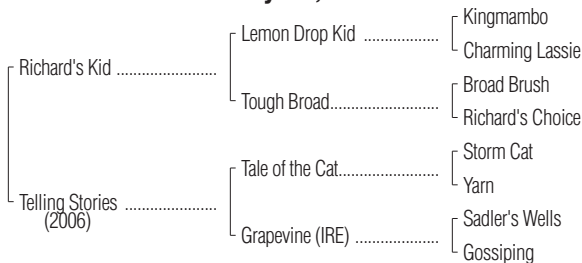 Kingmambo
Lemon Drop Kid ..................
Charming Lassie
Richard's Kid .......................
Broad Brush
Tough Broad..........................
Richard's Choice
Storm Cat
Tale of the Cat........................
Yarn
Telling Stories .....................
(2006)
Sadler's Wells
Grapevine (IRE) ...................
Gossiping